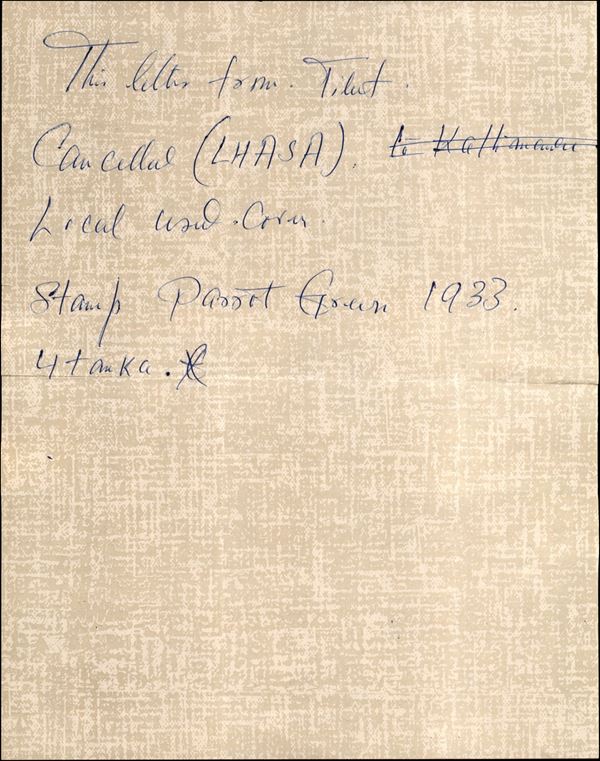 This letter from. Tibet.
Cancelled (LHASA). to Kathmandu
Local used. Cover.
Stamp Parrot Green 1933.
4 tanka.